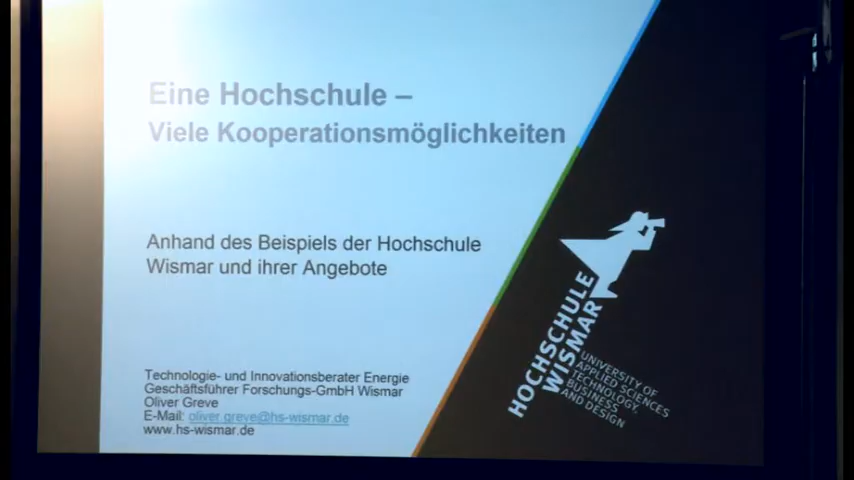 Eine Hochschule –
Viele Kooperationsmöglichkeiten
Anhand des Beispiels der Hochschule
Wismar und ihrer Angebote
Technologie- und Innovationsberater Energie
Geschäftsführer Forschungs-GmbH Wismar
Oliver Greve
E-Mail: oliver.greve@hs-wismar.de
www.hs-wismar.de
HOCHSCHULE
WISMAR
UNIVERSITY OF
APPLIED SCIENCES
TECHNOLOGY,
BUSINESS
AND DESIGN